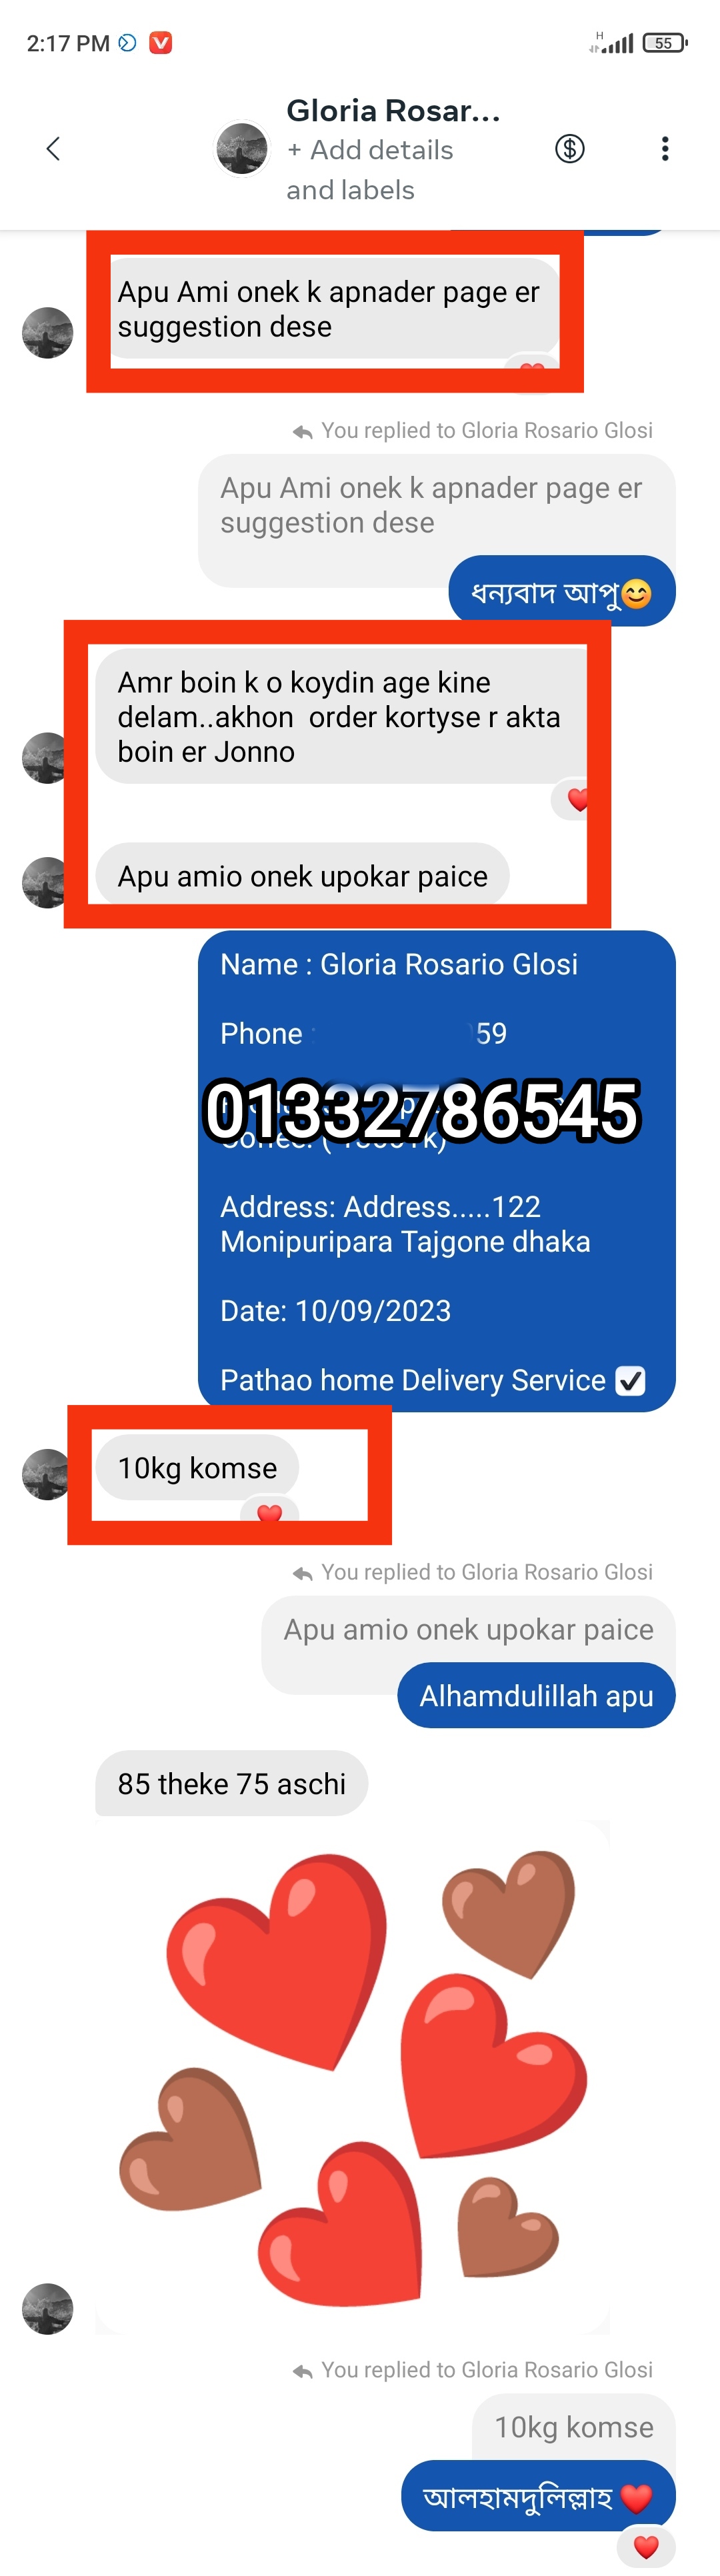 2:17 PM
H
55
Gloria Rosar...
+ Add details
and labels
Apu Ami onek k apnader page er
suggestion dese
You replied to Gloria Rosario Glosi
Apu Ami onek k apnader page er
suggestion dese
ধন্যবাদ আপু😊
Amr boin k o koydin age kine
delam..akhon order kortyse r akta
boin er Jonno
Apu amio onek upokar paice
Name : Gloria Rosario Glosi
Phone 59
01332786545
Address: Address.....122
Monipuripara Tajgone dhaka
Date: 10/09/2023
Pathao home Delivery Service ☑
10kg komse
You replied to Gloria Rosario Glosi
Apu amio onek upokar paice
Alhamdulillah apu
85 theke 75 aschi
You replied to Gloria Rosario Glosi
10kg komse
আলহামদুলিল্লাহ ❤️